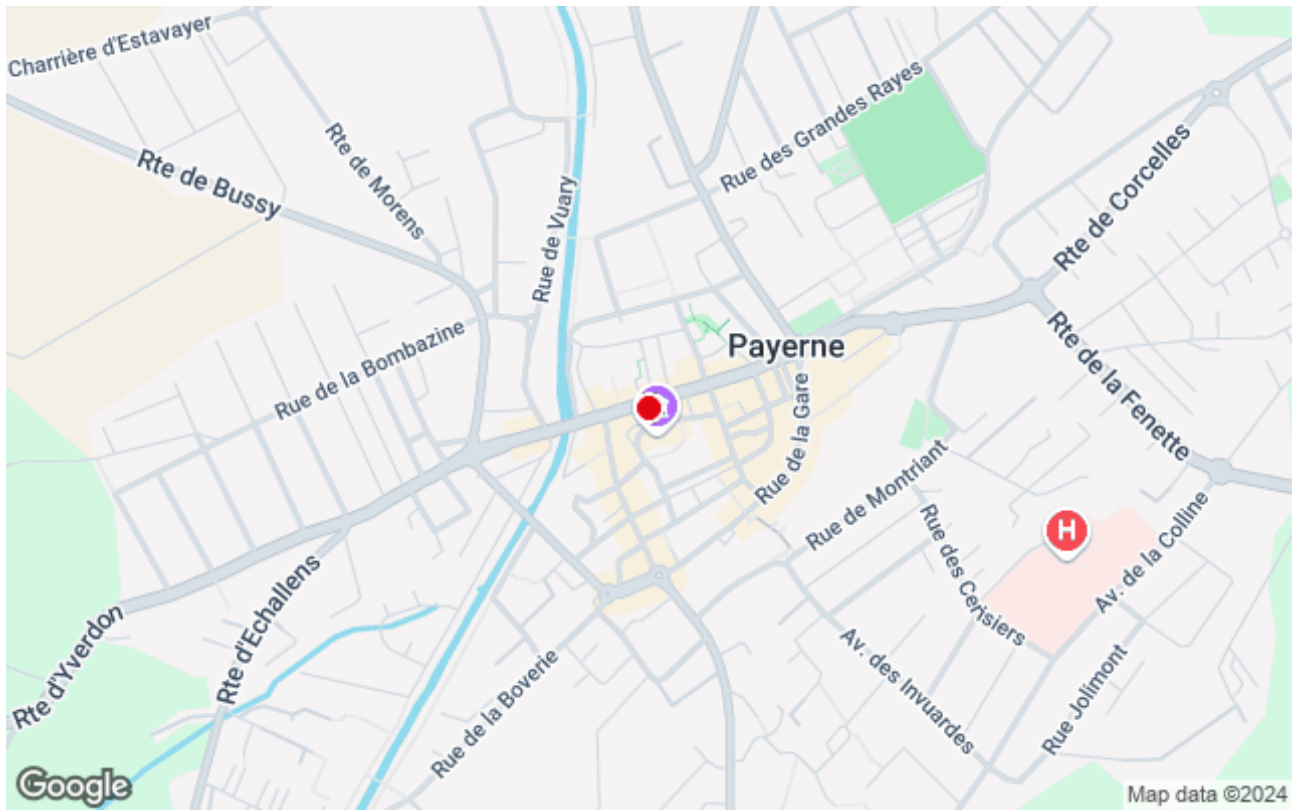 Charrière d'Estavayer
Rte de Bussy
Rte de Morens
Rue de Vuary
Rue des Grandes Rayes
Rte de Corcelles
Rue de la Bombazine
Payerne
Rte de la Fenette
Rue de la Gare
Rue de Montriant
Rue des Cerisiers
H
Av. de la Colline
Rte d'Yverdon
Rte d'Echallens
Rue de la Boverie
Av. des Invuardes
Rue Jolimont
Google
Map data ©2024